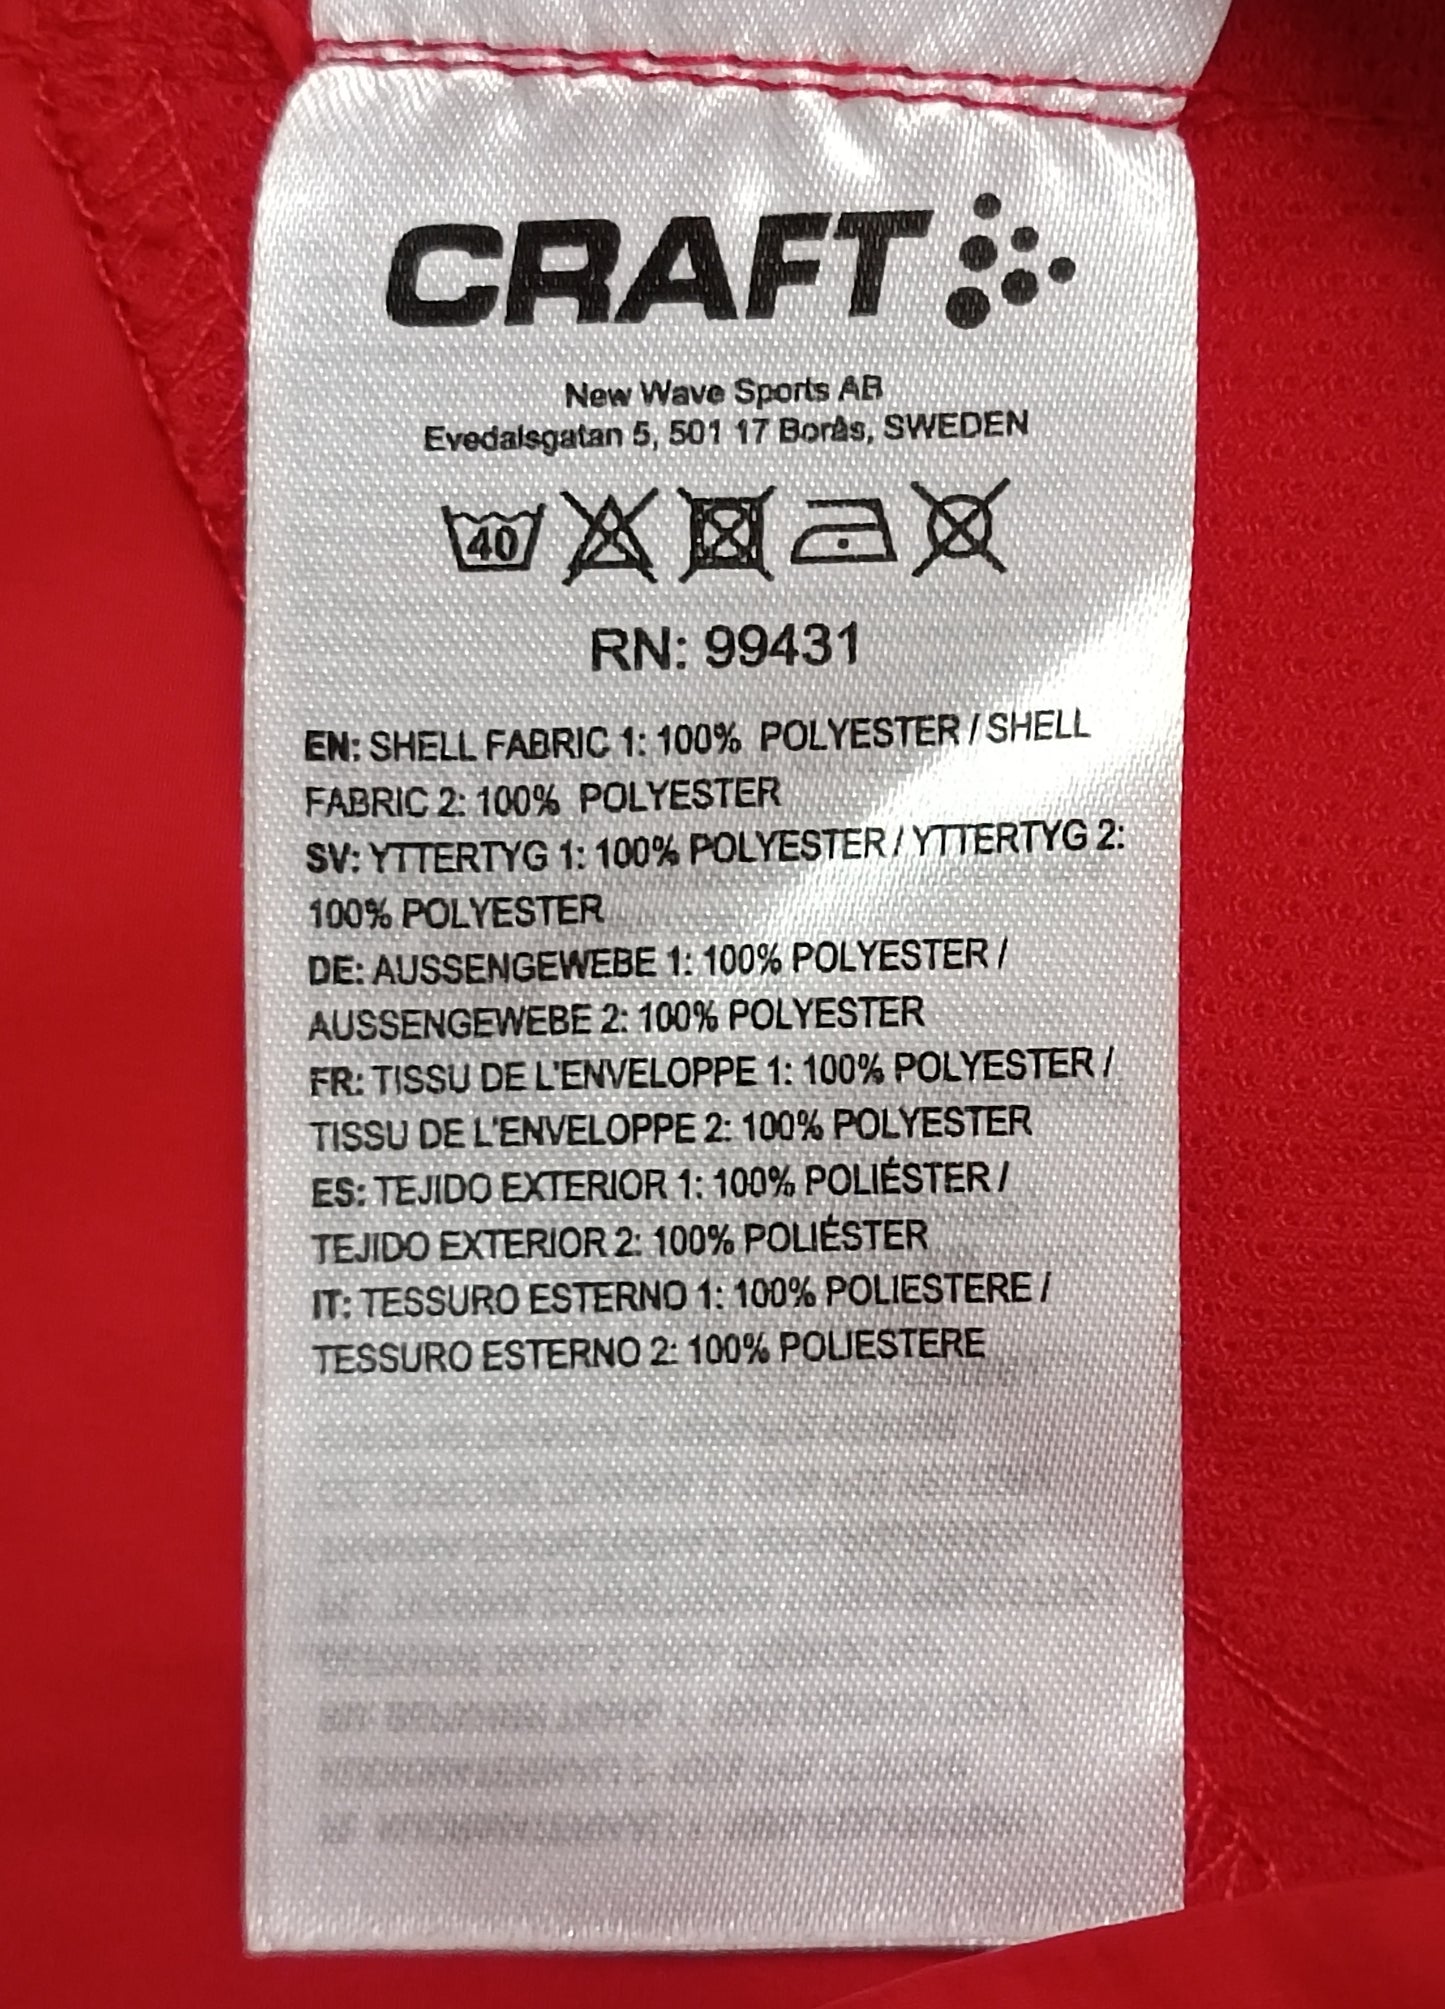 CRAFT
New Wave Sports AB
Evedalsgatan 5, 501 17 Borås, SWEDEN
40
RN: 99431
EN: SHELL FABRIC 1: 100% POLYESTER / SHELL
FABRIC 2: 100% POLYESTER
SV: YTTERTYG 1: 100% POLYESTER / YTTERTYG 2:
100% POLYESTER
DE: AUSSENGEWEBE 1: 100% POLYESTER /
AUSSENGEWEBE 2: 100% POLYESTER
FR: TISSU DE L'ENVELOPPE 1: 100% POLYESTER /
TISSU DE L'ENVELOPPE 2: 100% POLYESTER
ES: TEJIDO EXTERIOR 1: 100% POLIÉSTER /
TEJIDO EXTERIOR 2: 100% POLIÉSTER
IT: TESSURO ESTERNO 1: 100% POLIESTERE /
TESSURO ESTERNO 2: 100% POLIESTERE